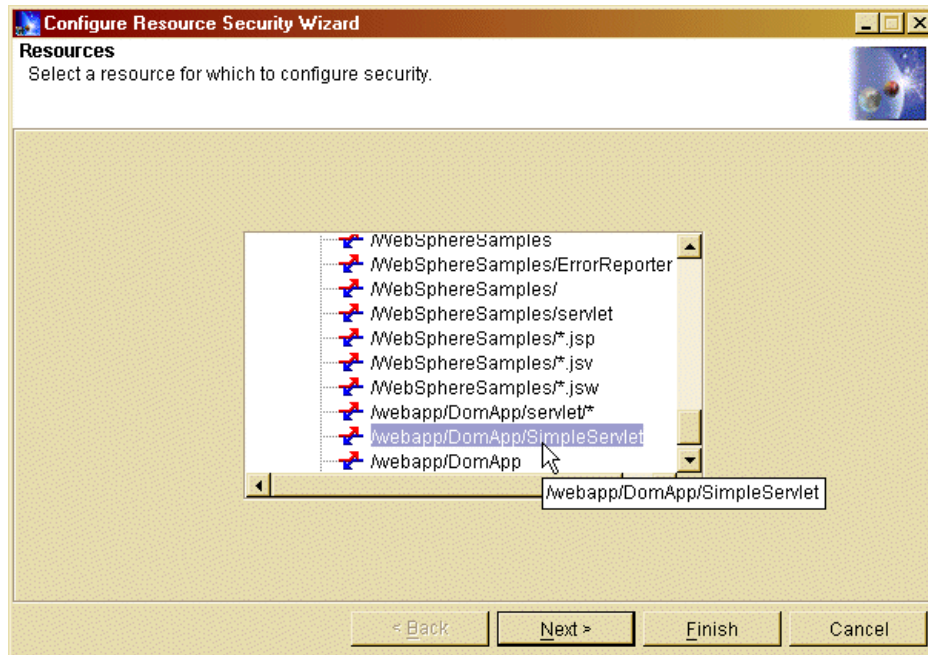 Configure Resource Security Wizard
Resources
Select a resource for which to configure security.
/WebSphereSamples
/WebSphereSamples/ErrorReporter
/WebSphereSamples/
/WebSphereSamples/servlet
/WebSphereSamples/*.jsp
/WebSphereSamples/*.jsv
/WebSphereSamples/*.jsw
/webapp/DomApp/servlet/*
/webapp/DomApp/SimpleServlet
/webapp/DomApp
/webapp/DomApp/SimpleServlet
< Back Next > Finish Cancel